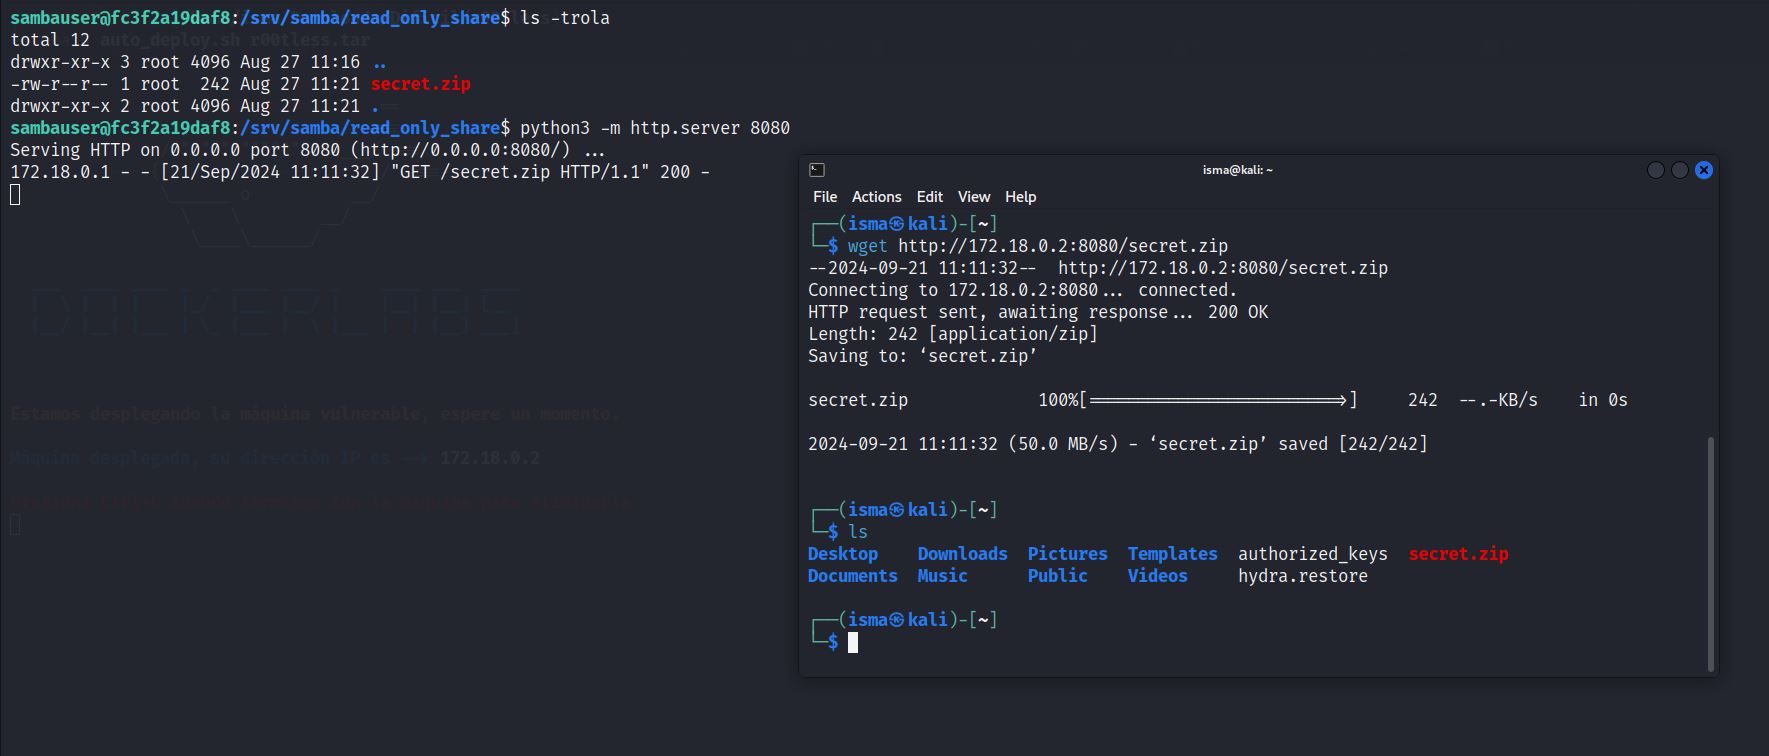 sambauser@fc3f2a19daf8:/srv/samba/read_only_share$ ls -trola
total 12 auto_deploy.sh r00tless.tar
drwxr-xr-x 3 root 4096 Aug 27 11:16 ..
-rw-r--r-- 1 root  242 Aug 27 11:21 secret.zip
drwxr-xr-x 2 root 4096 Aug 27 11:21 .
sambauser@fc3f2a19daf8:/srv/samba/read_only_share$ python3 -m http.server 8080
Serving HTTP on 0.0.0.0 port 8080 (http://0.0.0.0:8080/) ...
172.18.0.1 - - [21/Sep/2024 11:11:32] "GET /secret.zip HTTP/1.1" 200 -
DOCKERLABS
Estamos desplegando la máquina vulnerable, espere un momento.
Máquina desplegada, su dirección IP es --> 172.18.0.2
Presiona Ctrl+C cuando termines con la máquina para eliminarla
isma@kali: ~
File Actions Edit View Help
┌──(isma㉿kali)-[~]
└─$ wget http://172.18.0.2:8080/secret.zip
--2024-09-21 11:11:32--  http://172.18.0.2:8080/secret.zip
Connecting to 172.18.0.2:8080... connected.
HTTP request sent, awaiting response... 200 OK
Length: 242 [application/zip]
Saving to: ‘secret.zip’
secret.zip 100%[==========================>] 242 --.-KB/s in 0s
2024-09-21 11:11:32 (50.0 MB/s) - ‘secret.zip’ saved [242/242]
┌──(isma㉿kali)-[~]
└─$ ls
Desktop Downloads Pictures Templates authorized_keys secret.zip
Documents Music Public Videos hydra.restore
┌──(isma㉿kali)-[~]
└─$